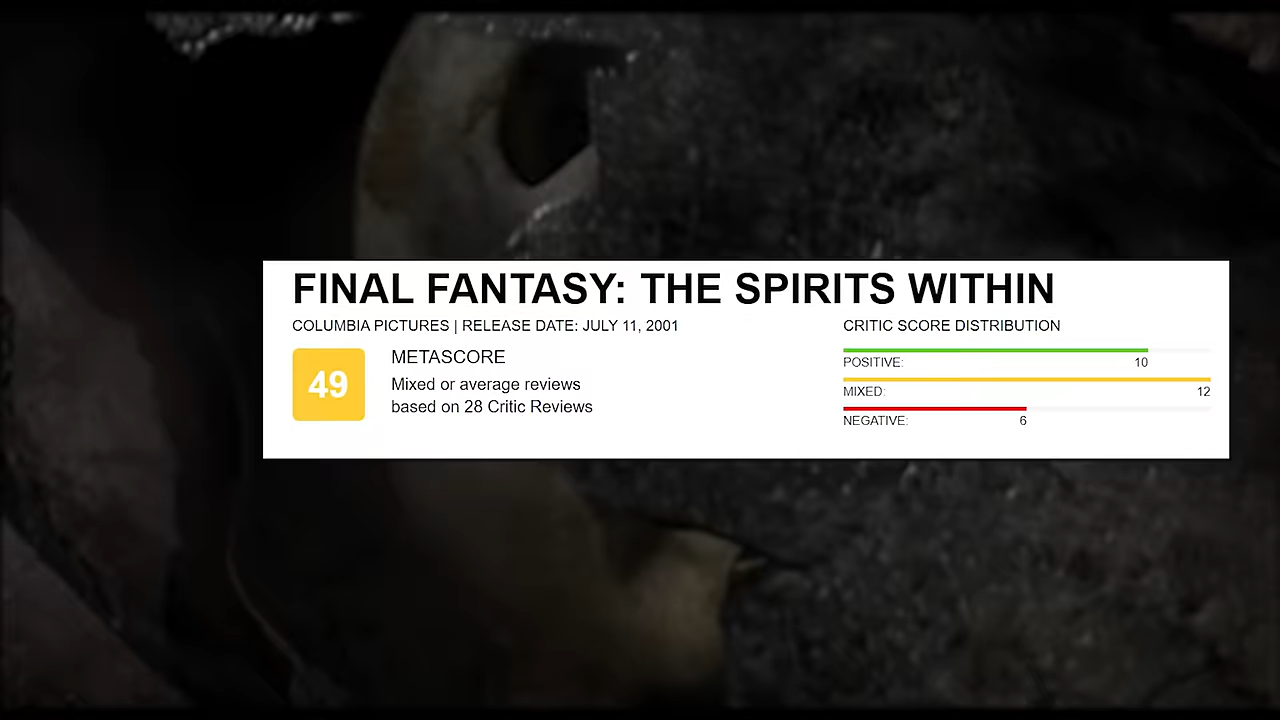 FINAL FANTASY: THE SPIRITS WITHIN
COLUMBIA PICTURES | RELEASE DATE: JULY 11, 2001
49
METASCORE
Mixed or average reviews
based on 28 Critic Reviews
CRITIC SCORE DISTRIBUTION
POSITIVE: 10
MIXED: 12
NEGATIVE: 6